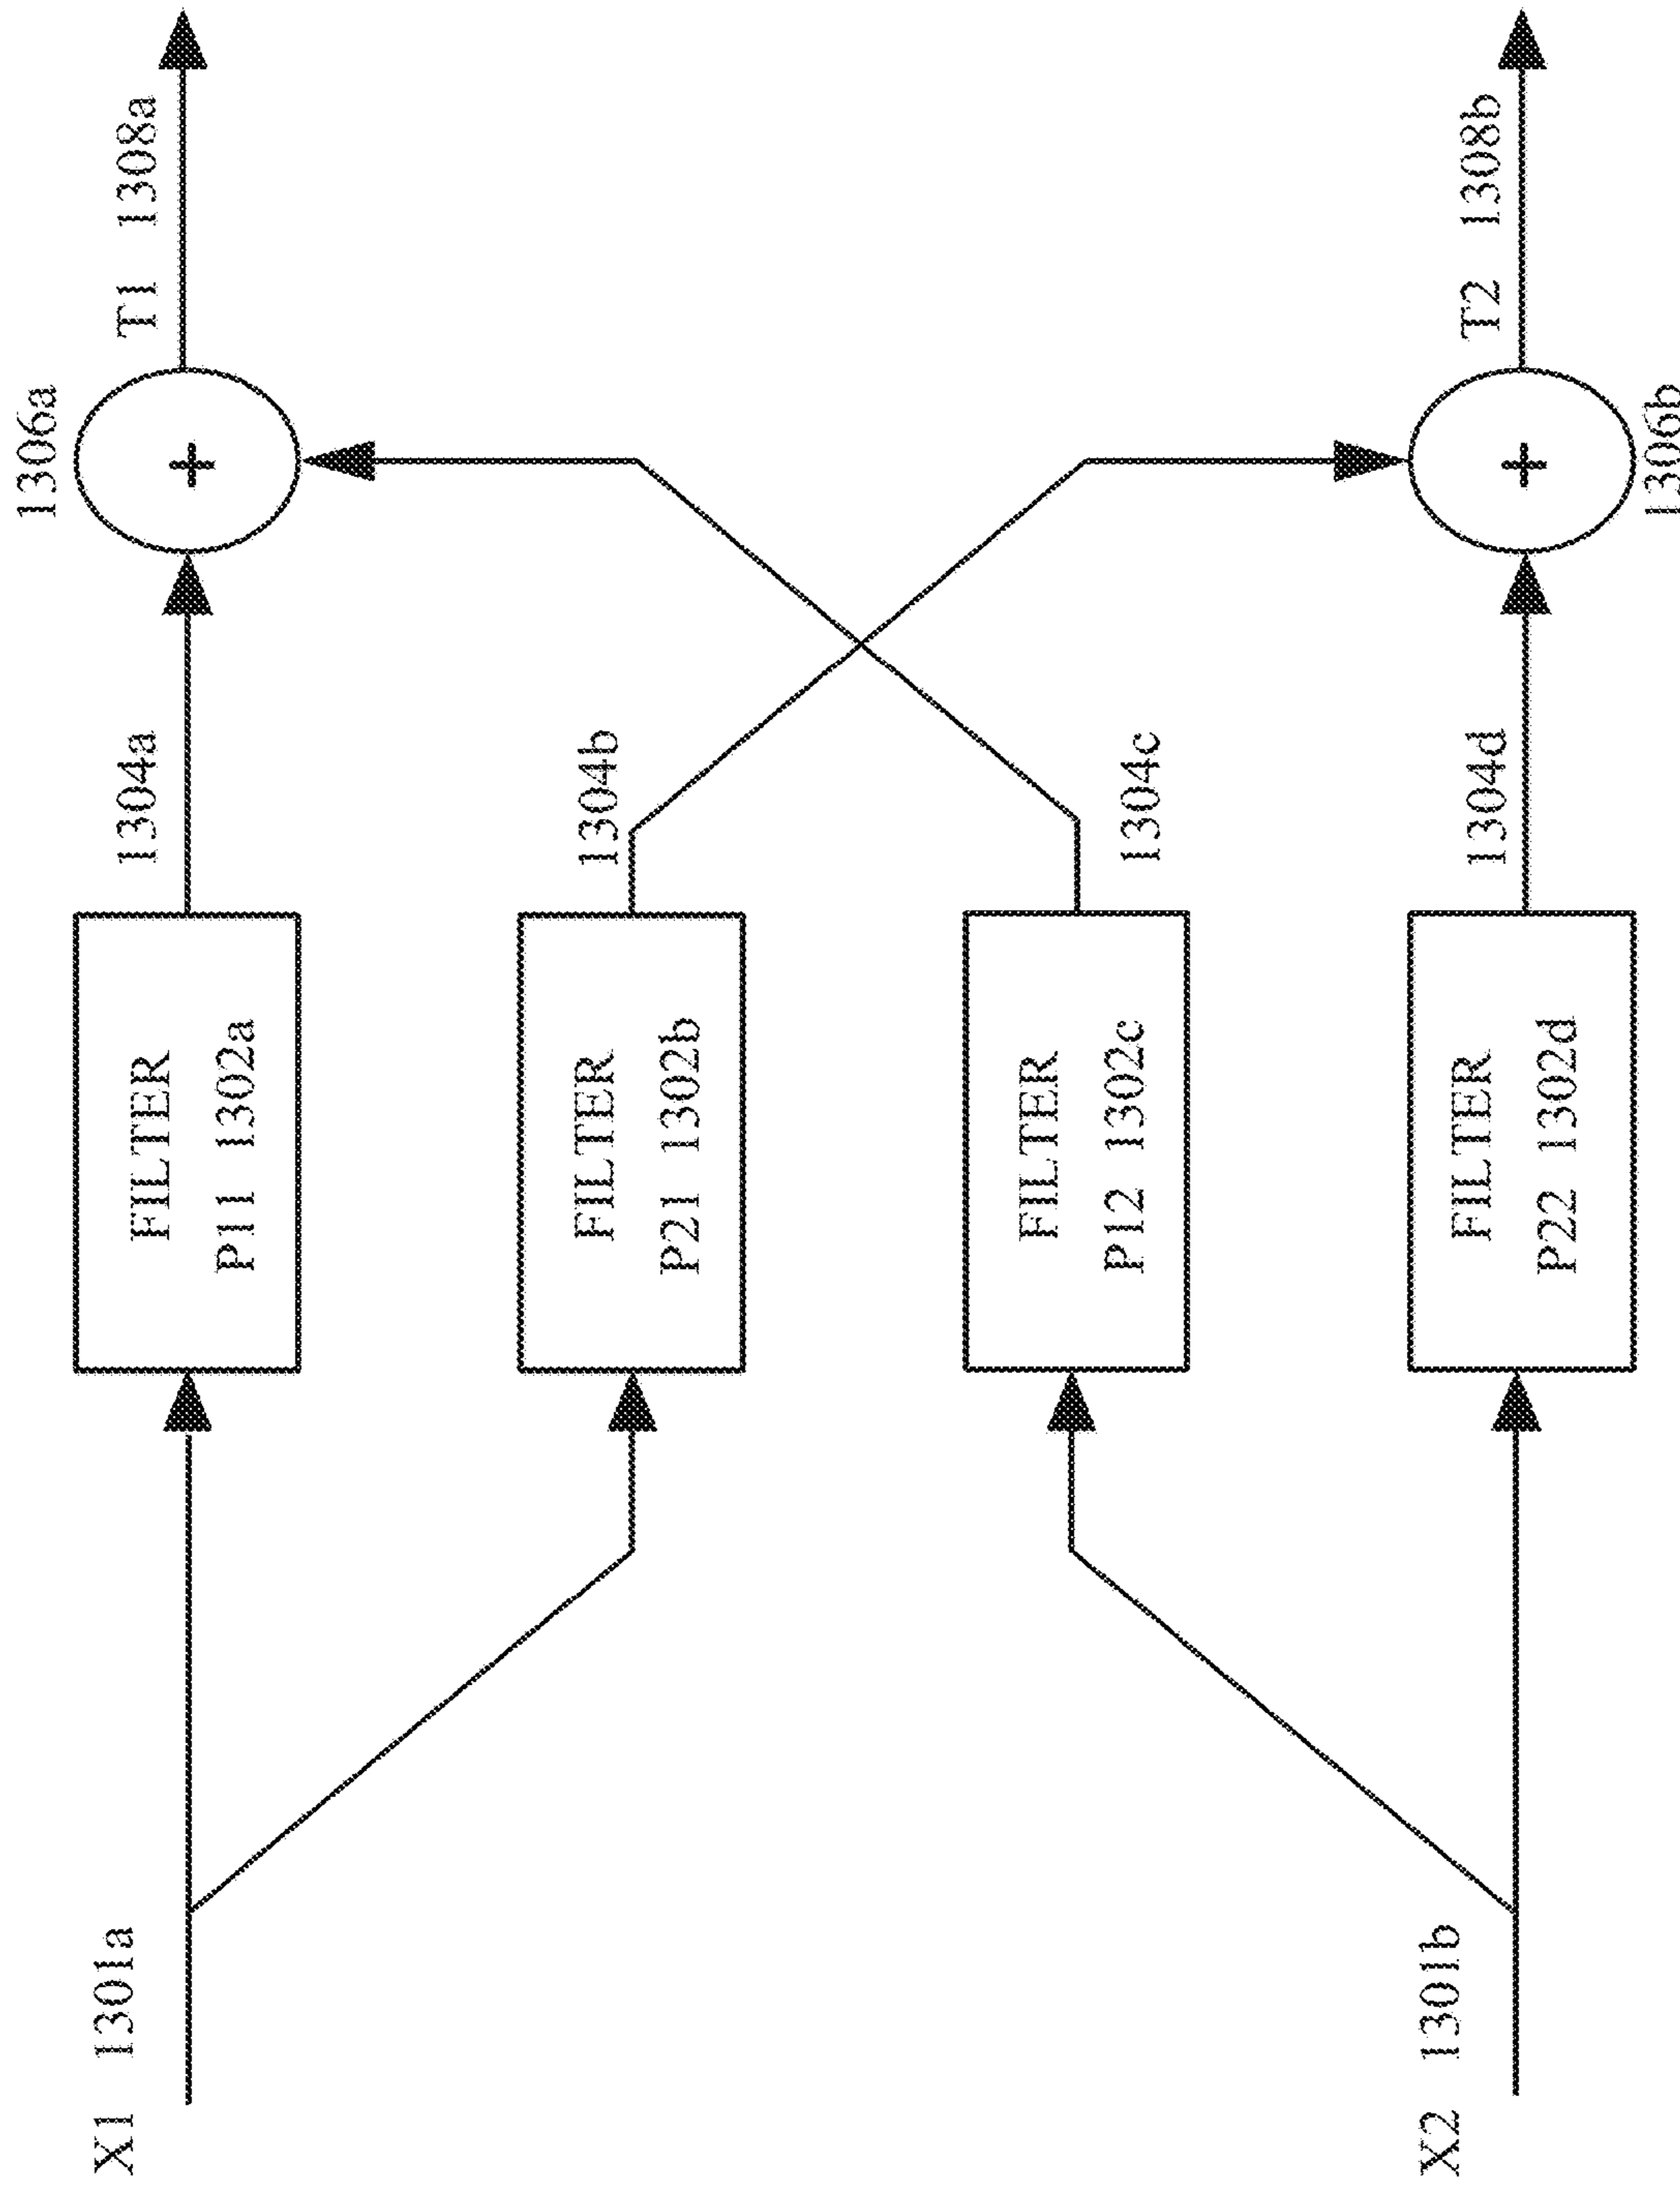 X1 1301a
FILTER
P11 1302a
1304a
1306a
+
T1 1308a
FILTER
P21 1302b
1304b
FILTER
P12 1302c
1304c
X2 1301b
FILTER
P22 1302d
1304d
+
1306b
T2 1308b